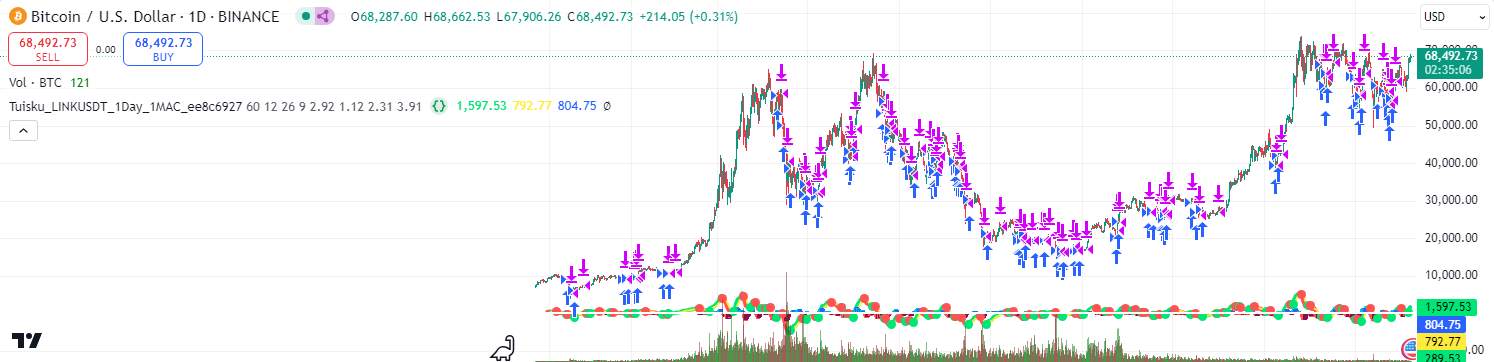 Bitcoin / U.S. Dollar · 1D · BINANCE O68,287.60 H68,662.53 L67,906.26 C68,492.73 +214.05 (+0.31%)
USD
68,492.73
SELL
0.00
68,492.73
BUY
Vol · BTC 121
Tuisku_LINKUSDT_1Day_1MAC_ee8c6927 60 12 26 9 2.92 1.12 2.31 3.91 1,597.53 792.77 804.75 Ø
68,492.73
02:35:06
60,000.00
50,000.00
40,000.00
30,000.00
20,000.00
10,000.00
1,597.53
804.75
792.77
289.53